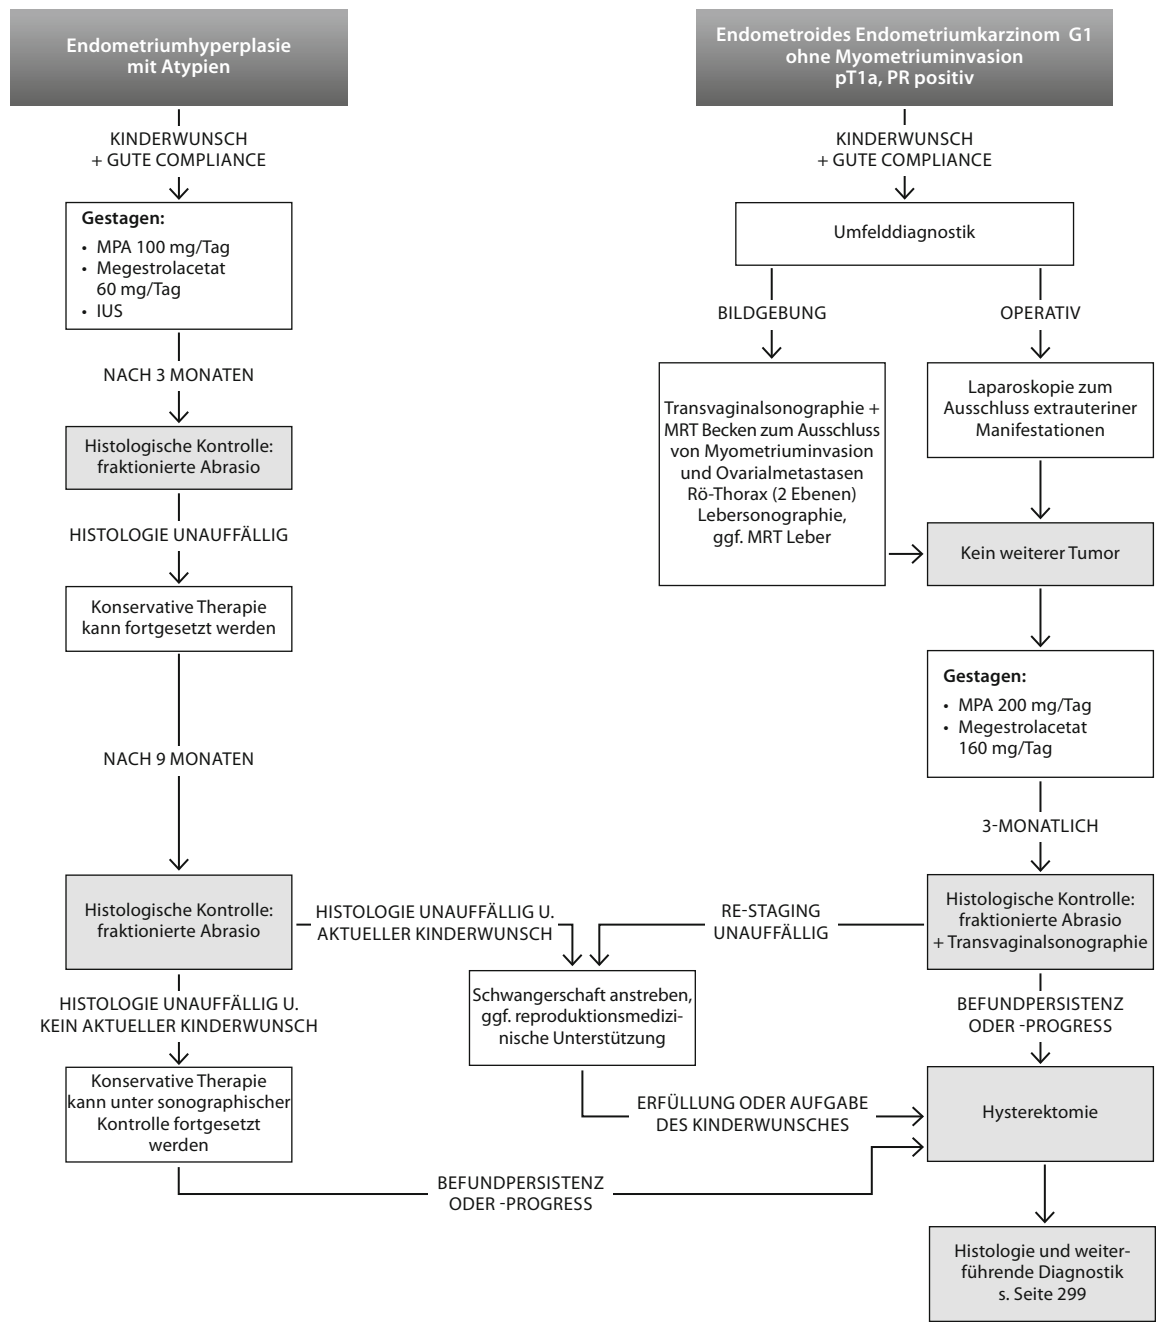 Endometriumhyperplasie
mit Atypien
KINDERWUNSCH
+ GUTE COMPLIANCE
Gestagen:
• MPA 100 mg/Tag
• Megestrolacetat
60 mg/Tag
• IUS
NACH 3 MONATEN
Histologische Kontrolle:
fraktionierte Abrasio
HISTOLOGIE UNAUFFÄLLIG
Konservative Therapie
kann fortgesetzt werden
NACH 9 MONATEN
Histologische Kontrolle:
fraktionierte Abrasio
HISTOLOGIE UNAUFFÄLLIG U.
KEIN AKTUELLER KINDERWUNSCH
Konservative Therapie
kann unter sonographischer
Kontrolle fortgesetzt
werden
HISTOLOGIE UNAUFFÄLLIG U.
AKTUELLER KINDERWUNSCH
Schwangerschaft anstreben,
ggf. reproduktionsmedizi-
nische Unterstützung
ERFÜLLUNG ODER AUFGABE
DES KINDERWUNSCHES
BEFUNDPERSISTENZ
ODER -PROGRESS
Endometroides Endometriumkarzinom G1
ohne Myometriuminvasion
pT1a, PR positiv
KINDERWUNSCH
+ GUTE COMPLIANCE
Umfelddiagnostik
BILDGEBUNG
Transvaginalsonographie +
MRT Becken zum Ausschluss
von Myometriuminvasion
und Ovarialmetastasen
Rö-Thorax (2 Ebenen)
Lebersonographie,
ggf. MRT Leber
OPERATIV
Laparoskopie zum
Ausschluss extrauteriner
Manifestationen
Kein weiterer Tumor
Gestagen:
• MPA 200 mg/Tag
• Megestrolacetat
160 mg/Tag
3-MONATLICH
Histologische Kontrolle:
fraktionierte Abrasio
+ Transvaginalsonographie
RE-STAGING
UNAUFFÄLLIG
BEFUNDPERSISTENZ
ODER -PROGRESS
Hysterektomie
Histologie und weiter-
führende Diagnostik
s. Seite 299